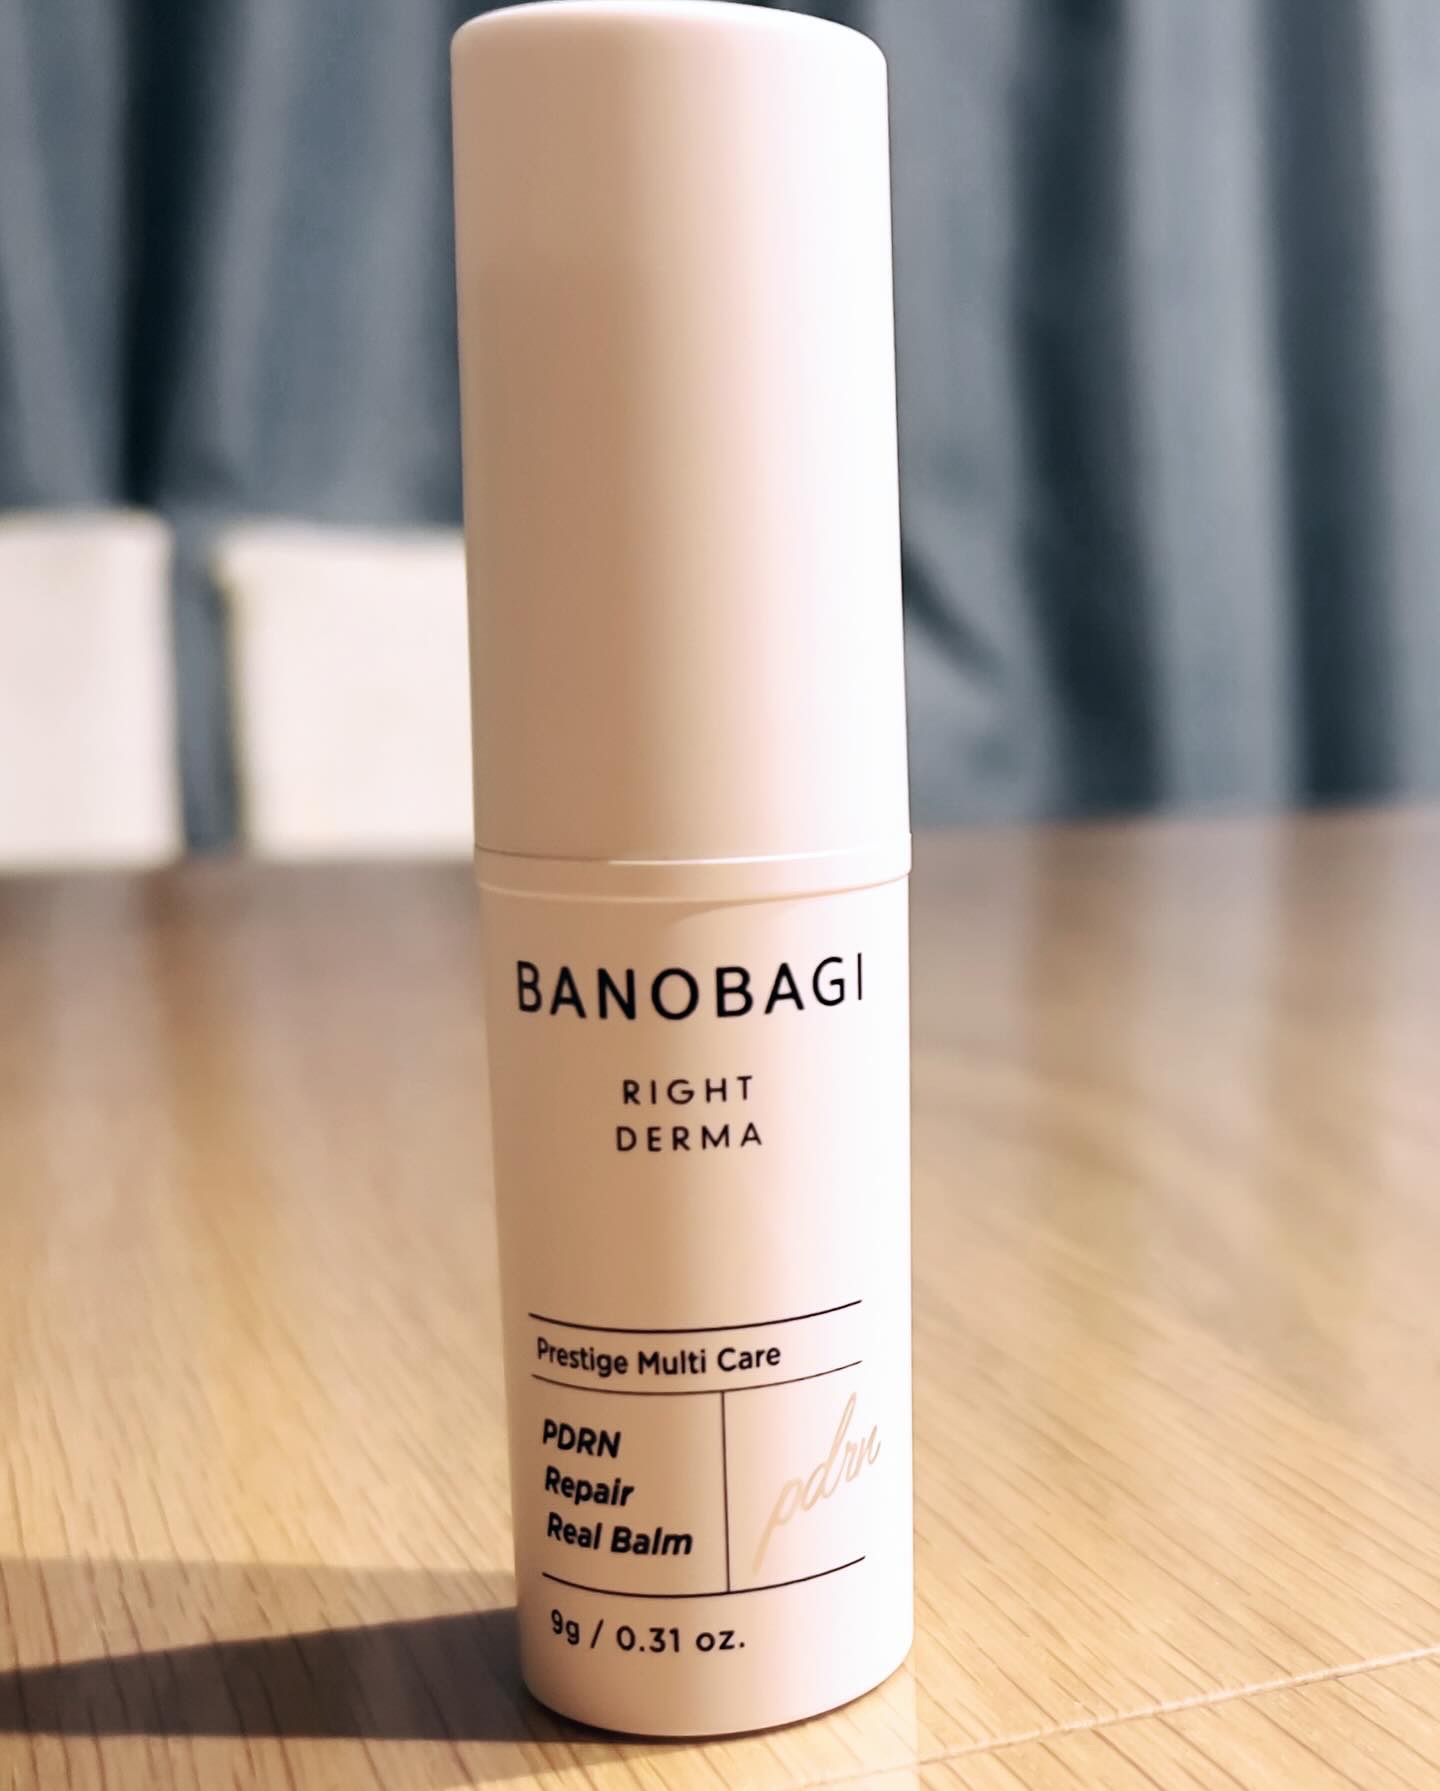 BANOBAGI
RIGHT
DERMA
Prestige Multi Care
PDRN
Repair
Real Balm
pdrn
9g / 0.31 oz.